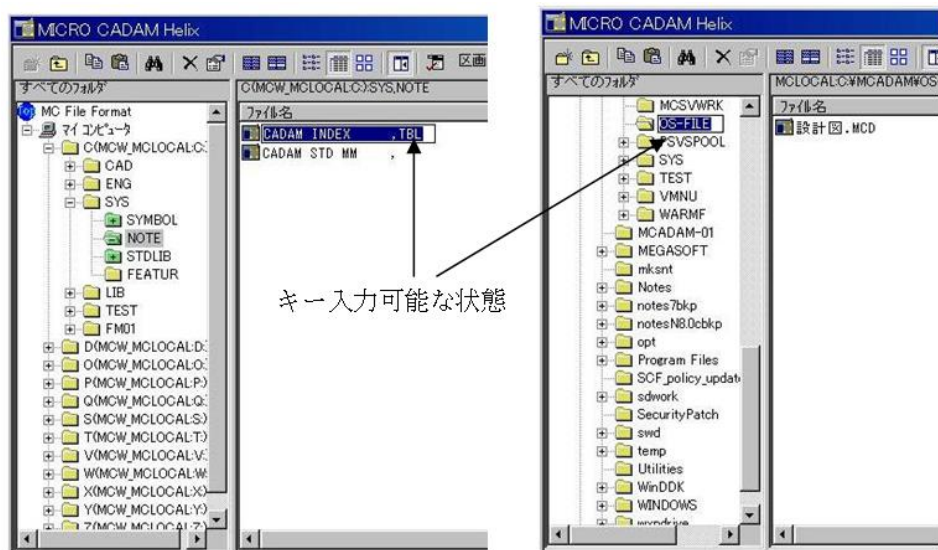 MICRO CADAM Helix
区画
すべてのフォルダ
C(MCW_MCLOCAL:C:):SYS,NOTE
MC File Format
マイ コンピュータ
C(MCW_MCLOCAL:C:
CAD
ENG
SYS
SYMBOL
NOTE
STDLIB
FEATUR
LIB
TEST
FM01
D(MCW_MCLOCAL:D:
O(MCW_MCLOCAL:O:
P(MCW_MCLOCAL:P:)
Q(MCW_MCLOCAL:Q:
S(MCW_MCLOCAL:S:)
T(MCW_MCLOCAL:T:)
V(MCW_MCLOCAL:V:
W(MCW_MCLOCAL:W:
X(MCW_MCLOCAL:X:)
Y(MCW_MCLOCAL:Y:)
Z(MCW_MCLOCAL:Z:)
ファイル名
CADAM INDEX ,TBL
CADAM STD MM ,
キー入力可能な状態
MICRO CADAM Helix
すべてのフォルダ
MCLOCAL:C:¥MCADAM¥OS
MCSVWRK
OS-FILE
PSVSPOOL
SYS
TEST
VMNU
WARMF
MCADAM-01
MEGASOFT
mksnt
Notes
notes7bkp
notesN8.0cbkp
opt
Program Files
SCF_policy_updat
sdwork
SecurityPatch
swd
temp
Utilities
WinDDK
WINDOWS
ファイル名
設計図.MCD